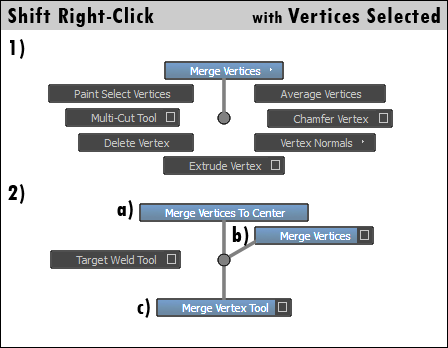 Shift Right-Click with Vertices Selected
1)
Merge Vertices
Paint Select Vertices Average Vertices
Multi-Cut Tool Chamfer Vertex
Delete Vertex Vertex Normals
Extrude Vertex
2)
a) Merge Vertices To Center
b) Merge Vertices
Target Weld Tool
c) Merge Vertex Tool